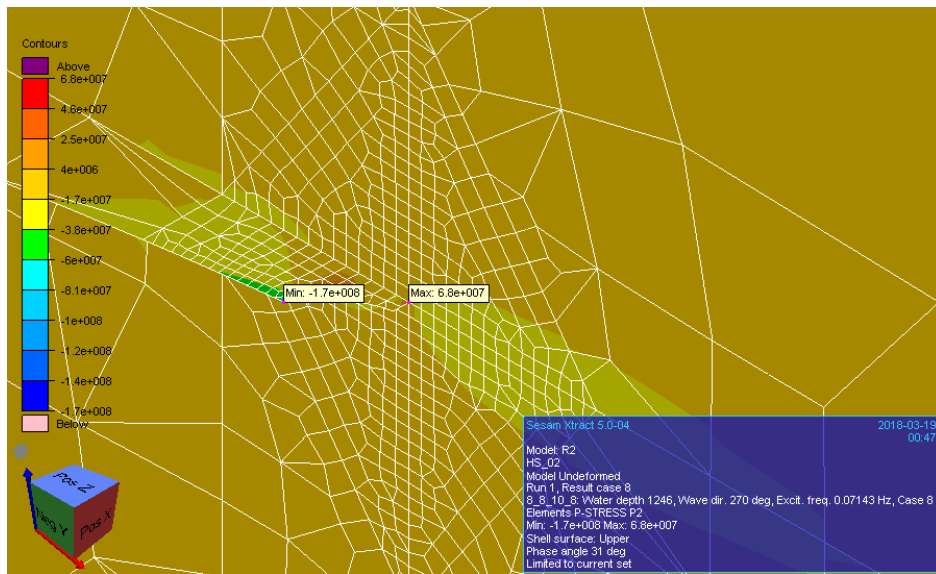 Contours
Above
6.8e+007
4.6e+007
2.5e+007
4e+006
-1.7e+007
-3.8e+007
-6e+007
-8.1e+007
-1e+008
-1.2e+008
-1.4e+008
-1.7e+008
Below
Min: -1.7e+008
Max: 6.8e+007
Pos Z
Neg Y
Pos X
Sesam Xtract 5.0-04
2018-03-19
00:47
Model: R2
HS_02
Model Undeformed
Run 1, Result case 8
8_8_10_8: Water depth 1246, Wave dir. 270 deg, Excit. freq. 0.07143 Hz, Case 8
Elements P-STRESS P2
Min: -1.7e+008 Max: 6.8e+007
Shell surface: Upper
Phase angle 31 deg
Limited to current set